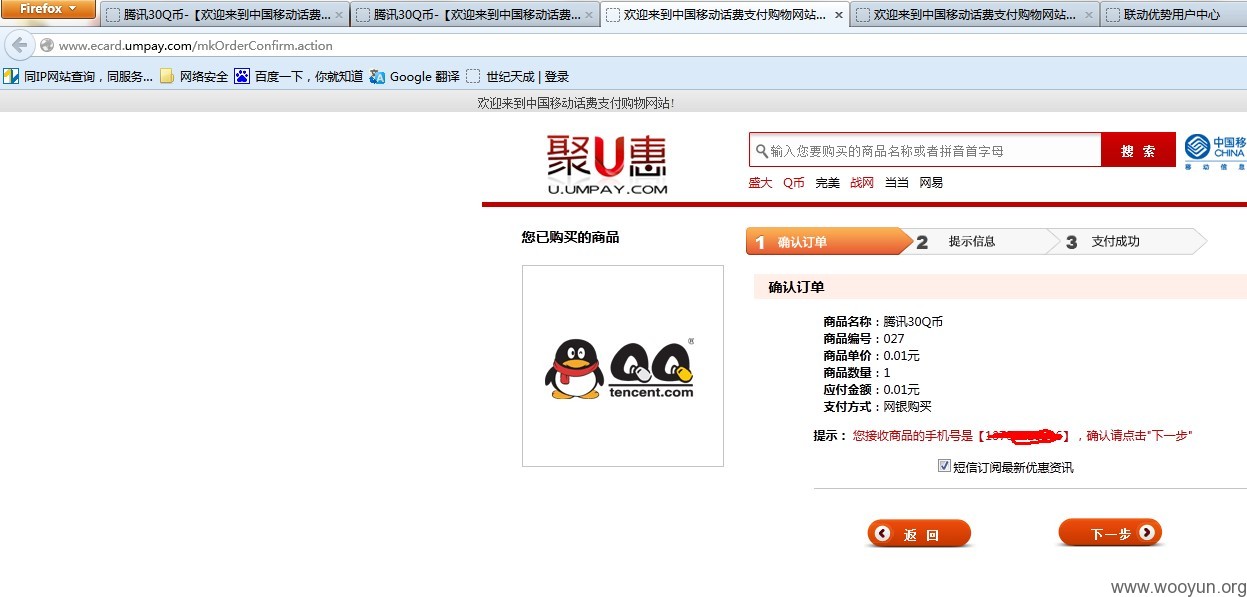 Firefox
腾讯30Q币-【欢迎来到中国移动话费...
腾讯30Q币-【欢迎来到中国移动话费...
欢迎来到中国移动话费支付购物网站...
欢迎来到中国移动话费支付购物网站...
联动优势用户中心
www.ecard.umpay.com/mkOrderConfirm.action
同IP网站查询，同服务... 网络安全 百度一下，你就知道 Google 翻译 世纪天成 | 登录
欢迎来到中国移动话费支付购物网站!
聚U惠
U.UMPAY.COM
输入您要购买的商品名称或者拼音首字母
搜 索
中国移
CHINA
移 动 信 息
盛大 Q币 完美 战网 当当 网易
您已购买的商品
1 确认订单 2 提示信息 3 支付成功
QQ®
tencent.com
确认订单
商品名称：腾讯30Q币
商品编号：027
商品单价：0.01元
商品数量：1
应付金额：0.01元
支付方式：网银购买
提示： 您接收商品的手机号是【】，确认请点击"下一步"
短信订阅最新优惠资讯
返 回
下一步
www.wooyun.org